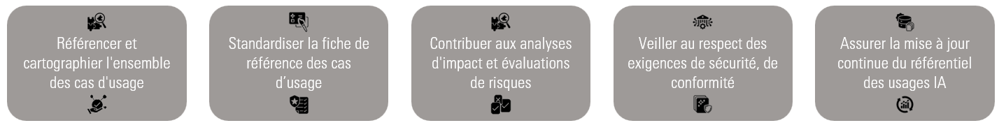 Référencer et
cartographier l'ensemble
des cas d'usage
Standardiser la fiche de
référence des cas
d’usage
Contribuer aux analyses
d'impact et évaluations
de risques
Veiller au respect des
exigences de sécurité, de
conformité
Assurer la mise à jour
continue du référentiel
des usages IA